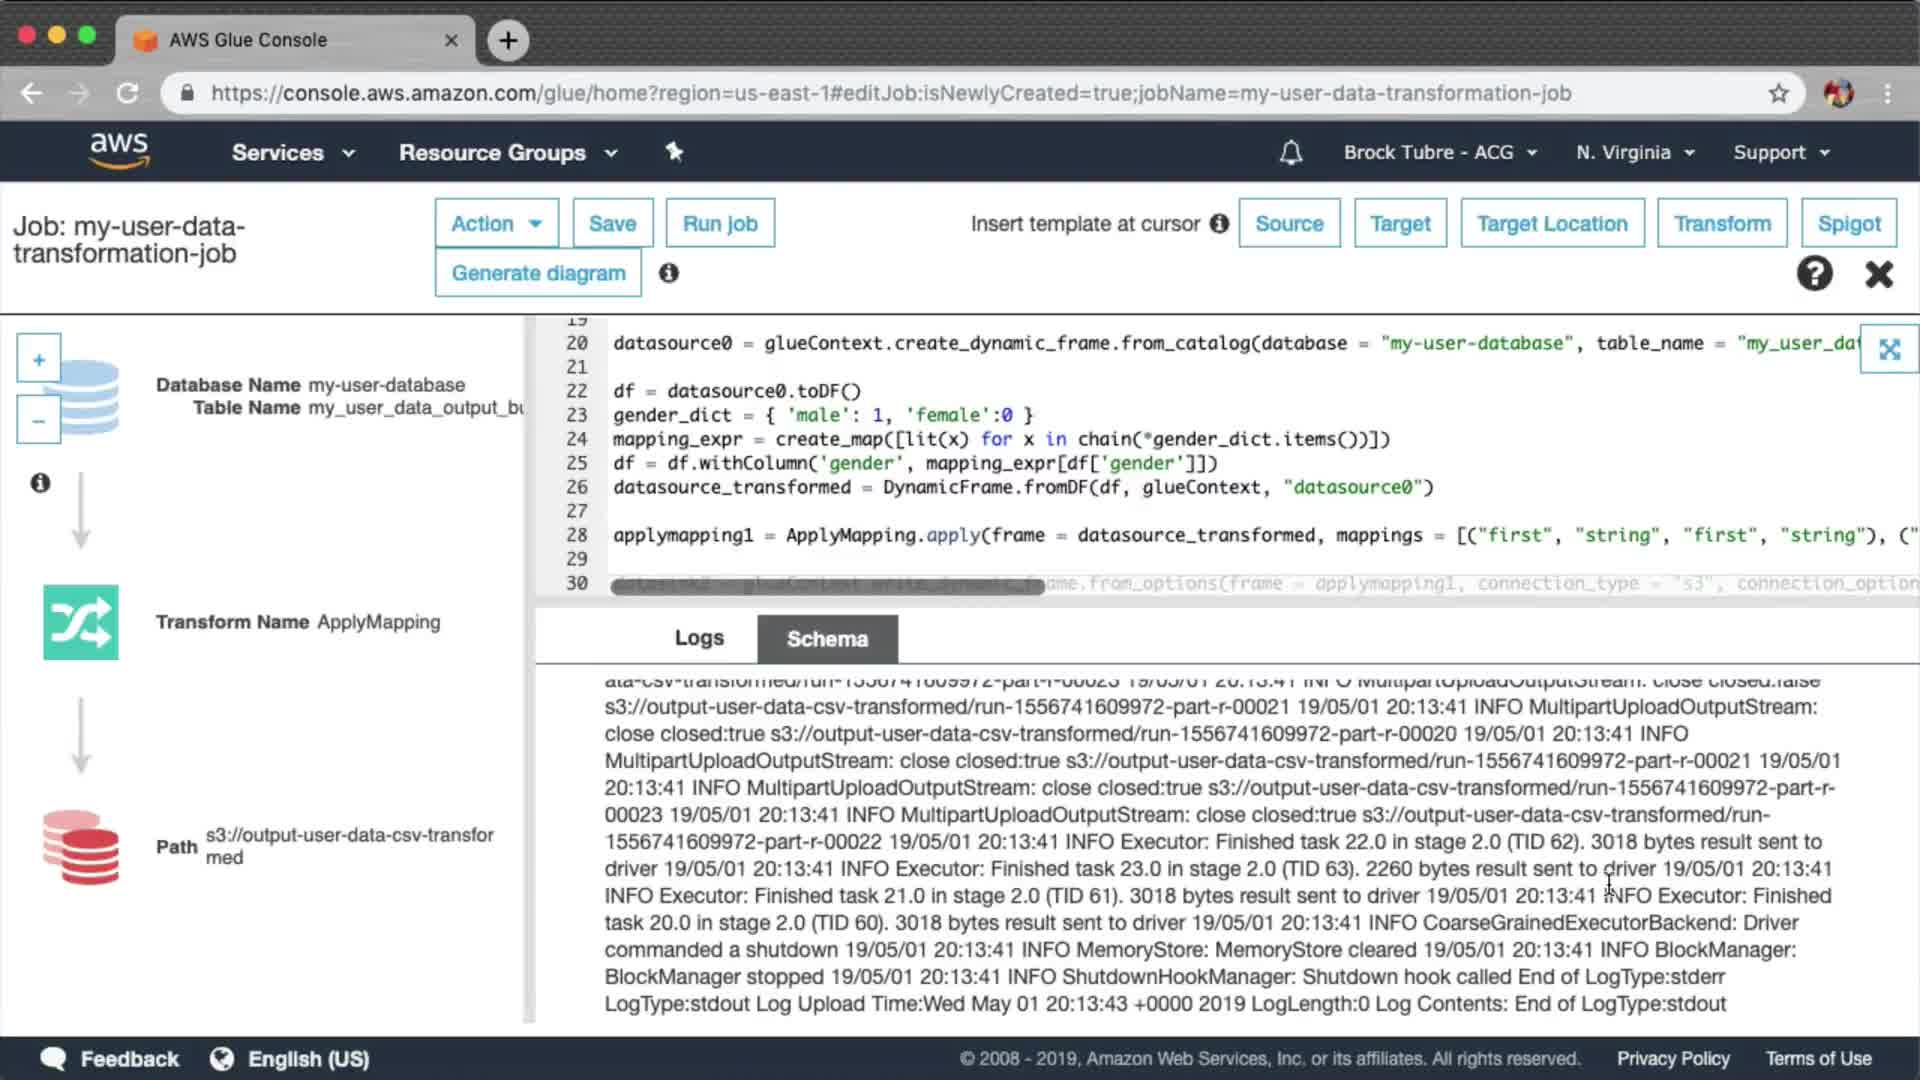 AWS Glue Console
https://console.aws.amazon.com/glue/home?region=us-east-1#editJob:isNewlyCreated=true;jobName=my-user-data-transformation-job
aws
Services
Resource Groups
Brock Tubre - ACG
N. Virginia
Support
Job: my-user-data-
transformation-job
Action
Save
Run job
Generate diagram
Insert template at cursor
Source
Target
Target Location
Transform
Spigot
Database Name my-user-database
Table Name my_user_data_output_bu
Transform Name ApplyMapping
Path s3://output-user-data-csv-transfor
med
19
20 datasource0 = glueContext.create_dynamic_frame.from_catalog(database = "my-user-database", table_name = "my_user_dat
21
22 df = datasource0.toDF()
23 gender_dict = { 'male': 1, 'female':0 }
24 mapping_expr = create_map([lit(x) for x in chain(*gender_dict.items())])
25 df = df.withColumn('gender', mapping_expr[df['gender']])
26 datasource_transformed = DynamicFrame.fromDF(df, glueContext, "datasource0")
27
28 applymapping1 = ApplyMapping.apply(frame = datasource_transformed, mappings = [("first", "string", "first", "string"), ("
29
30 datasink2 = glueContext.write_dynamic_frame.from_options(frame = applymapping1, connection_type = "s3", connection_option
Logs
Schema
ata-csv-transformed/run-1556741609972-part-r-00023 19/05/01 20:13:41 INFO MultipartUploadOutputStream: close closed:false
s3://output-user-data-csv-transformed/run-1556741609972-part-r-00021 19/05/01 20:13:41 INFO MultipartUploadOutputStream:
close closed:true s3://output-user-data-csv-transformed/run-1556741609972-part-r-00020 19/05/01 20:13:41 INFO
MultipartUploadOutputStream: close closed:true s3://output-user-data-csv-transformed/run-1556741609972-part-r-00021 19/05/01
20:13:41 INFO MultipartUploadOutputStream: close closed:true s3://output-user-data-csv-transformed/run-1556741609972-part-r-
00023 19/05/01 20:13:41 INFO MultipartUploadOutputStream: close closed:true s3://output-user-data-csv-transformed/run-
1556741609972-part-r-00022 19/05/01 20:13:41 INFO Executor: Finished task 22.0 in stage 2.0 (TID 62). 3018 bytes result sent to
driver 19/05/01 20:13:41 INFO Executor: Finished task 23.0 in stage 2.0 (TID 63). 2260 bytes result sent to driver 19/05/01 20:13:41
INFO Executor: Finished task 21.0 in stage 2.0 (TID 61). 3018 bytes result sent to driver 19/05/01 20:13:41 INFO Executor: Finished
task 20.0 in stage 2.0 (TID 60). 3018 bytes result sent to driver 19/05/01 20:13:41 INFO CoarseGrainedExecutorBackend: Driver
commanded a shutdown 19/05/01 20:13:41 INFO MemoryStore: MemoryStore cleared 19/05/01 20:13:41 INFO BlockManager:
BlockManager stopped 19/05/01 20:13:41 INFO ShutdownHookManager: Shutdown hook called End of LogType:stderr
LogType:stdout Log Upload Time:Wed May 01 20:13:43 +0000 2019 LogLength:0 Log Contents: End of LogType:stdout
Feedback
English (US)
© 2008 - 2019, Amazon Web Services, Inc. or its affiliates. All rights reserved.
Privacy Policy
Terms of Use